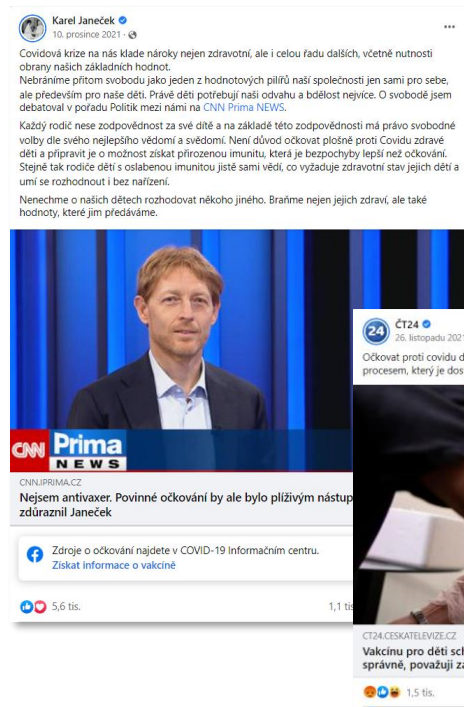 Karel Janeček
10. prosince 2021 ·
Covidová krize na nás klade nároky nejen zdravotní, ale i celou řadu dalších, včetně nutnosti
obrany našich základních hodnot.
Nebráníme přitom svobodu jako jeden z hodnotových pilířů naší společnosti jen sami pro sebe,
ale především pro naše děti. Právě děti potřebují naši odvahu a bdělost nejvíce. O svobodě jsem
debatoval v pořadu Politik mezi námi na CNN Prima NEWS.
Každý rodič nese zodpovědnost za své dítě a na základě této zodpovědnosti má právo svobodné
volby dle svého nejlepšího vědomí a svědomí. Není důvod očkovat plošně proti Covidu zdravé
děti a připravit je o možnost získat přirozenou imunitu, která je bezpochyby lepší než očkování.
Stejně tak rodiče dětí s oslabenou imunitou jistě sami vědí, co vyžaduje zdravotní stav jejich dětí a
umí se rozhodnout i bez nařízení.
Nenechme o našich dětech rozhodovat někoho jiného. Braňme nejen jejich zdraví, ale také
hodnoty, které jim předáváme.
CNN Prima
NEWS
CNN.IPRIMA.CZ
Nejsem antivaxer. Povinné očkování by ale bylo plíživým nástup
zdůraznil Janeček
Zdroje o očkování najdete v COVID-19 Informačním centru.
Získat informace o vakcíně
5,6 tis.
1,1 tis
24
ČT24
26. listopadu 2021
Očkovat proti covidu d
procesem, který je dos
CT24.CESKATELEVIZE.CZ
Vakcínu pro děti sch
správně, považuji za
1,5 tis.